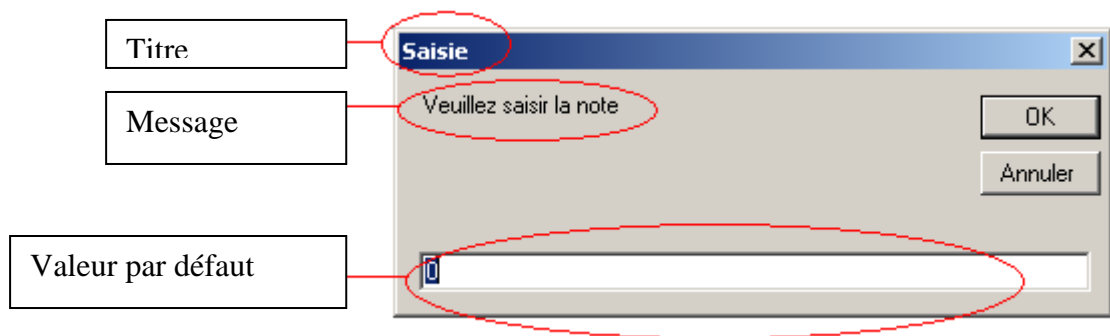 Titre
Saisie
Message
Veuillez saisir la note
OK
Annuler
Valeur par défaut
0